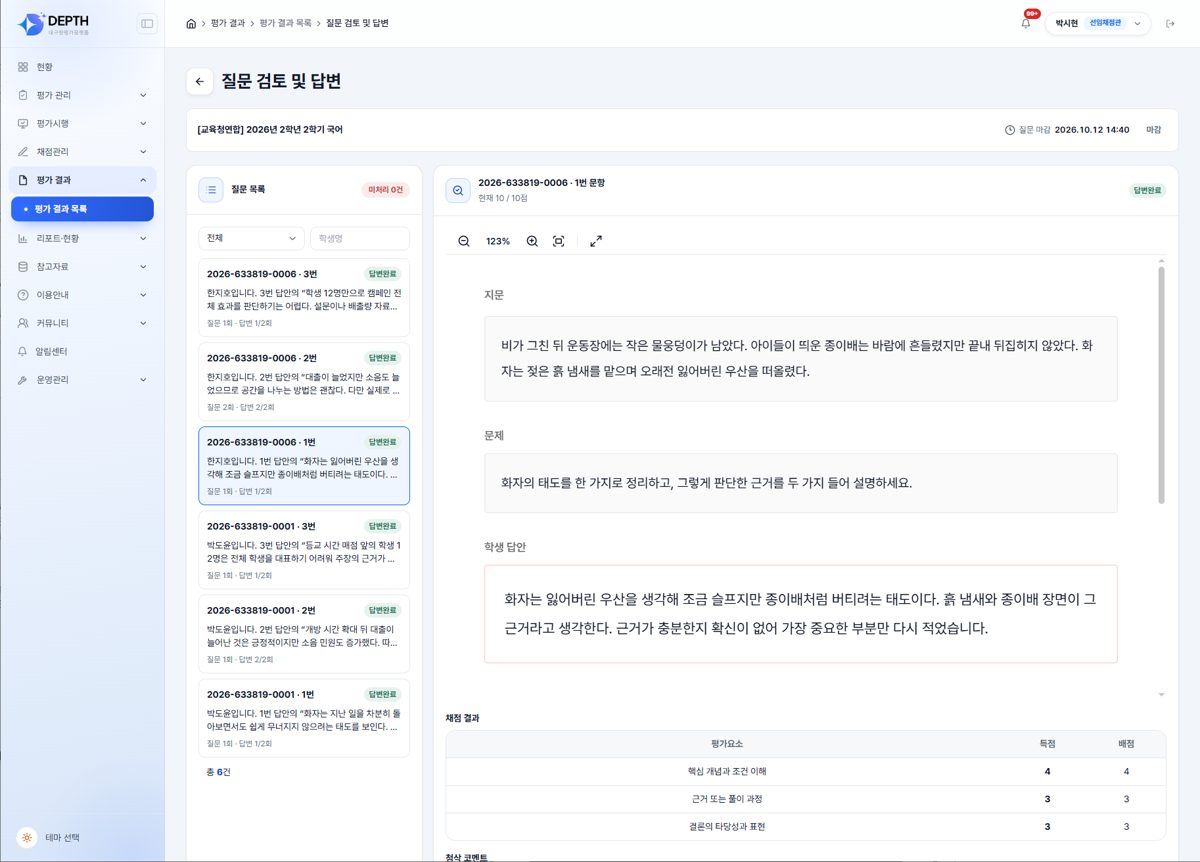 DEPTH
대구창평가플랫폼
현황
평가 관리
평가시행
채점관리
평가 결과
평가 결과 목록
리포트·현황
참고자료
이용안내
커뮤니티
알림센터
운영관리
테마 선택
평가 결과 > 평가 결과 목록 > 질문 검토 및 답변
99+
박시현 선임채점관
질문 검토 및 답변
[교육청연합] 2026년 2학년 2학기 국어
질문 마감 2026.10.12 14:40 마감
질문 목록
미처리 0건
전체
학생명
2026-633819-0006 · 3번 답변완료
한지호입니다. 3번 답안의 “학생 12명만으로 캠페인 전
체 효과를 판단하기는 어렵다. 설문이나 배출량 자료...
질문 1회 · 답변 1/2회
2026-633819-0006 · 2번 답변완료
한지호입니다. 2번 답안의 “대출이 늘었지만 소음도 늘
었으므로 공간을 나누는 방법은 괜찮다. 다만 실제로 ...
질문 2회 · 답변 2/2회
2026-633819-0006 · 1번 답변완료
한지호입니다. 1번 답안의 “화자는 잃어버린 우산을 생
각해 조금 슬프지만 종이배처럼 버티려는 태도이다. ...
질문 1회 · 답변 1/2회
2026-633819-0001 · 3번 답변완료
박도윤입니다. 3번 답안의 “등교 시간 매점 앞의 학생 1
2명은 전체 학생을 대표하기 어려워 주장의 근거가 ...
질문 1회 · 답변 1/2회
2026-633819-0001 · 2번 답변완료
박도윤입니다. 2번 답안의 “개방 시간 확대 뒤 대출이
늘어난 것은 긍정적이지만 소음 민원도 증가했다. 따...
질문 1회 · 답변 2/2회
2026-633819-0001 · 1번 답변완료
박도윤입니다. 1번 답안의 “화자는 지난 일을 차분히 돌
아보면서도 쉽게 무너지지 않으려는 태도를 보인다. ...
질문 1회 · 답변 1/2회
총 6건
2026-633819-0006 · 1번 문항
현재 10 / 10점
답변완료
123%
지문
비가 그친 뒤 운동장에는 작은 물웅덩이가 남았다. 아이들이 띄운 종이배는 바람에 흔들렸지만 끝내 뒤집히지 않았다. 화
자는 젖은 흙 냄새를 맡으며 오래전 잃어버린 우산을 떠올렸다.
문제
화자의 태도를 한 가지로 정리하고, 그렇게 판단한 근거를 두 가지 들어 설명하세요.
학생 답안
화자는 잃어버린 우산을 생각해 조금 슬프지만 종이배처럼 버티려는 태도이다. 흙 냄새와 종이배 장면이 그
근거라고 생각한다. 근거가 충분한지 확신이 없어 가장 중요한 부분만 다시 적었습니다.
채점 결과
평가요소 득점 배점
핵심 개념과 조건 이해 4 4
근거 또는 풀이 과정 3 3
결론의 타당성과 표현 3 3
첨삭 코멘트